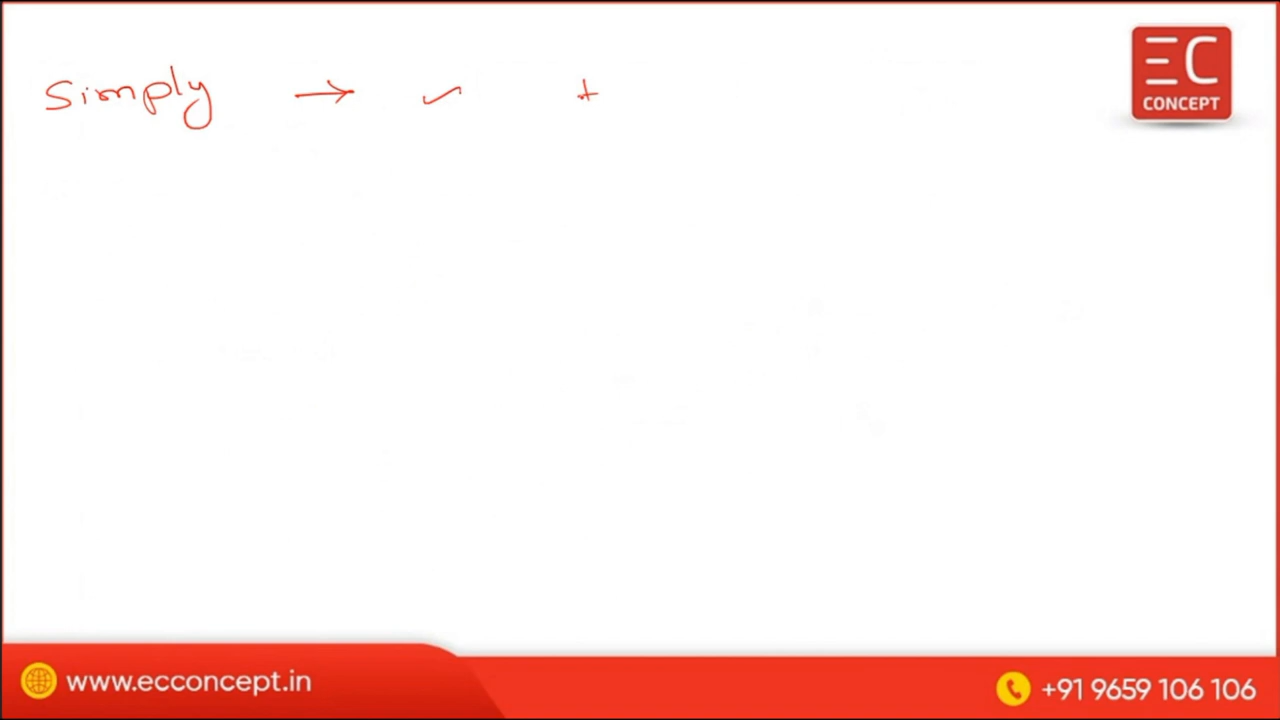 Simply → ✓ +
EC
CONCEPT
www.ecconcept.in
+91 9659 106 106